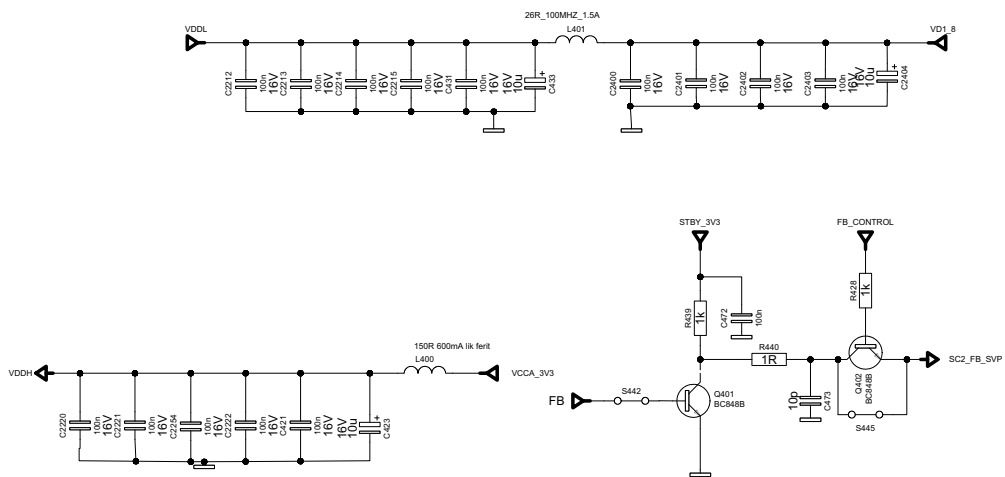 26R_100MHZ_1.5A
L401
VDDL
VD1_8
C2212
100n
16V
C2213
100n
16V
C2214
100n
16V
C2215
100n
16V
C431
100n
16V
C433
10u
16V
C2400
100n
16V
C2401
100n
16V
C2402
100n
16V
C2403
100n
16V
C2404
10u
16V
STBY_3V3
FB_CONTROL
R439
1k
C472
100n
R428
1k
150R 600mA lik ferit
L400
VDDH
VCCA_3V3
R440
1R
SC2_FB_SVP
Q402
BC848B
FB
S442
Q401
BC848B
10p
C473
S445
C2220
100n
16V
C2221
100n
16V
C2254
100n
16V
C2222
100n
16V
C421
100n
16V
C423
10u
16V